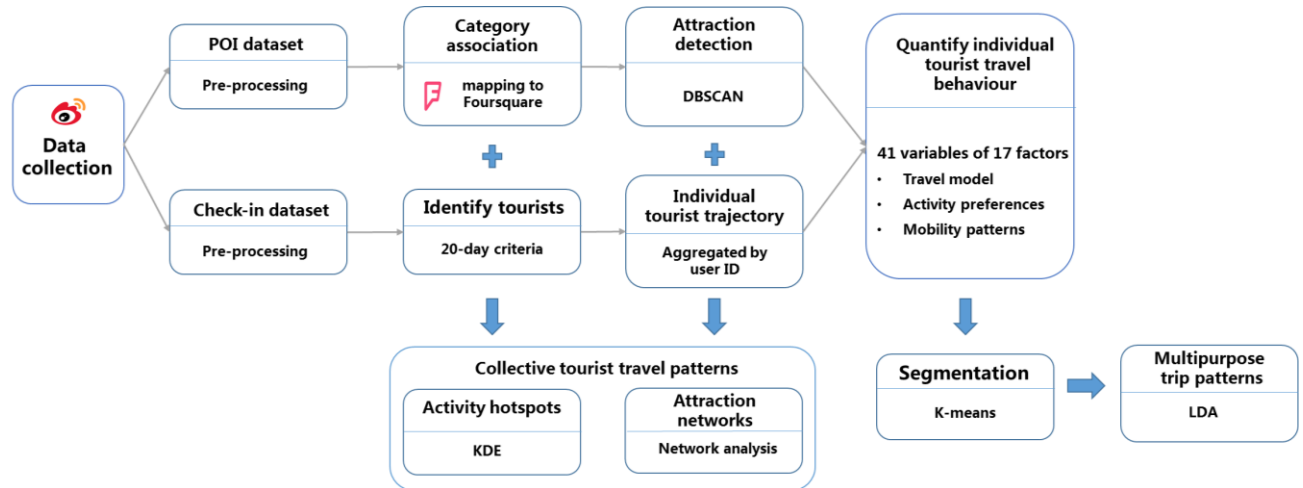 Data
collection
POI dataset
Pre-processing
Check-in dataset
Pre-processing
Category
association
mapping to
Foursquare
Identify tourists
20-day criteria
Attraction
detection
DBSCAN
Individual
tourist trajectory
Aggregated by
user ID
Quantify individual
tourist travel
behaviour
41 variables of 17 factors
• Travel model
• Activity preferences
• Mobility patterns
Collective tourist travel patterns
Activity hotspots
KDE
Attraction
networks
Network analysis
Segmentation
K-means
Multipurpose
trip patterns
LDA